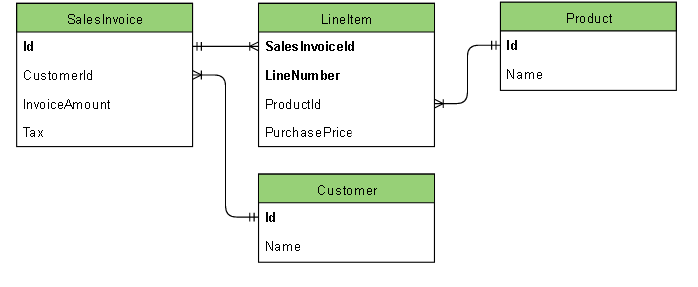 SalesInvoice
Id
CustomerId
InvoiceAmount
Tax
LineItem
SalesInvoiceId
LineNumber
ProductId
PurchasePrice
Product
Id
Name
Customer
Id
Name